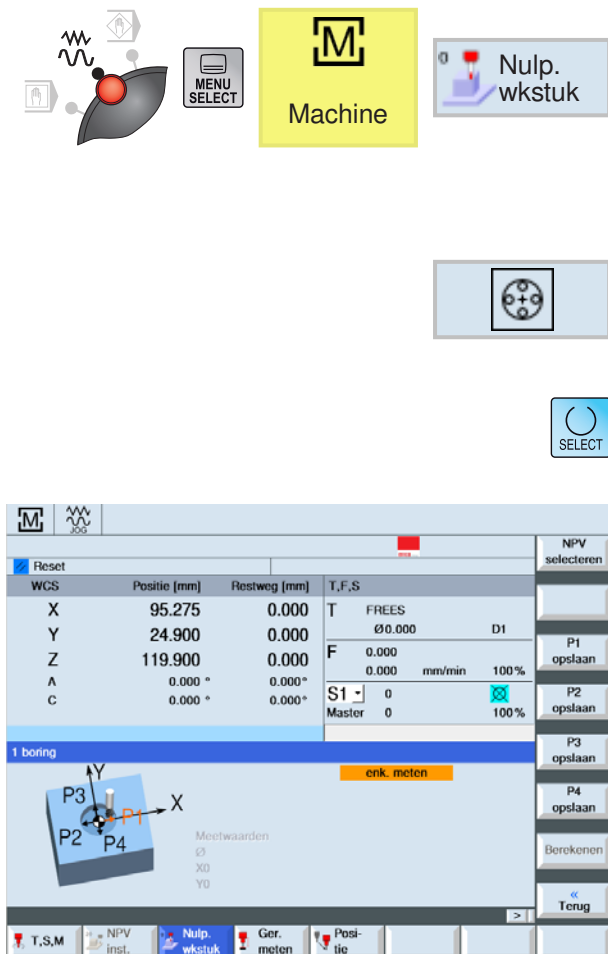 MENU
SELECT
M
Machine
Nulp.
wkstuk
SELECT
M
JOG
Reset
WCS Positie [mm] Restweg [mm]
X 95.275 0.000
Y 24.900 0.000
Z 119.900 0.000
A 0.000 ° 0.000°
C 0.000 ° 0.000°
T,F,S
T FREES
Ø0.000 D1
F 0.000
0.000 mm/min 100%
S1 0
Master 0 100%
1 boring
enk. meten
Y
X
P3
P1
P2
P4
Meetwaarden
Ø
X0
Y0
NPV
selecteren
P1
opslaan
P2
opslaan
P3
opslaan
P4
opslaan
Berekenen
«
Terug
>
T,S,M
NPV
inst.
Nulp.
wkstuk
Ger.
meten
Posi-
tie